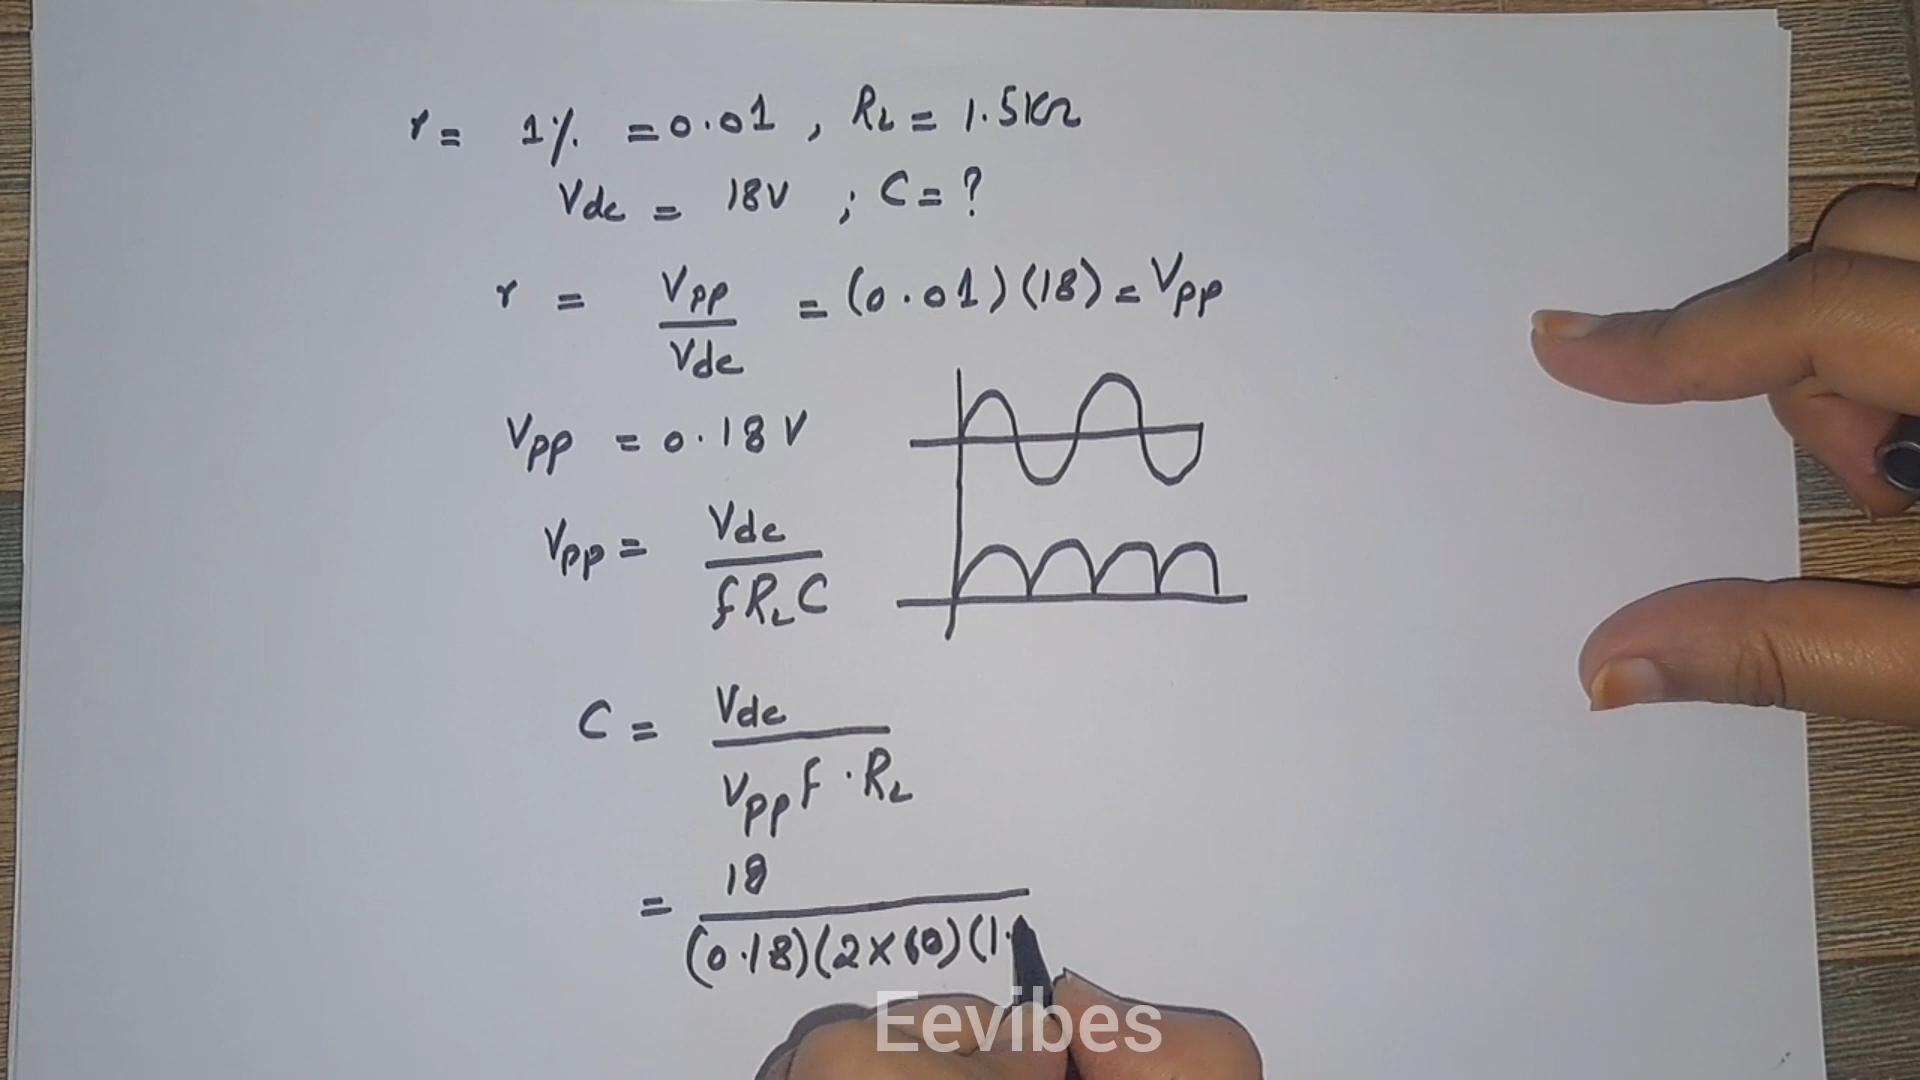 r = 1% = 0.01 , RL = 1.5KΩ
Vdc = 18V ; C = ?
r = Vpp / Vdc = (0.01)(18) = Vpp
Vpp = 0.18V
Vpp = Vdc / fRLC
C = Vdc / Vpp f · RL
= 18 / (0.18)(2×60)(1.
Eevibes